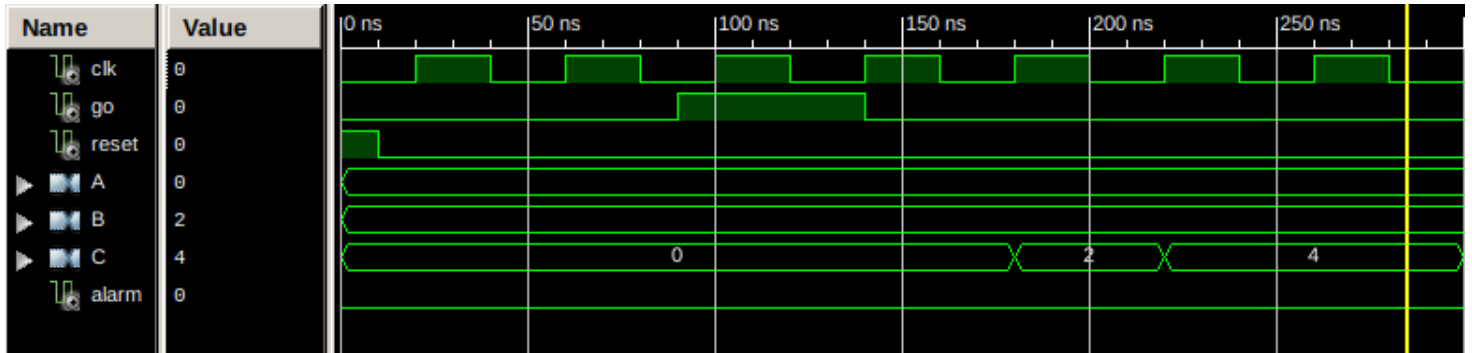 Name Value 0 ns 50 ns 100 ns 150 ns 200 ns 250 ns
clk 0
go 0
reset 0
A 0
B 2
C 4 0 2 4
alarm 0